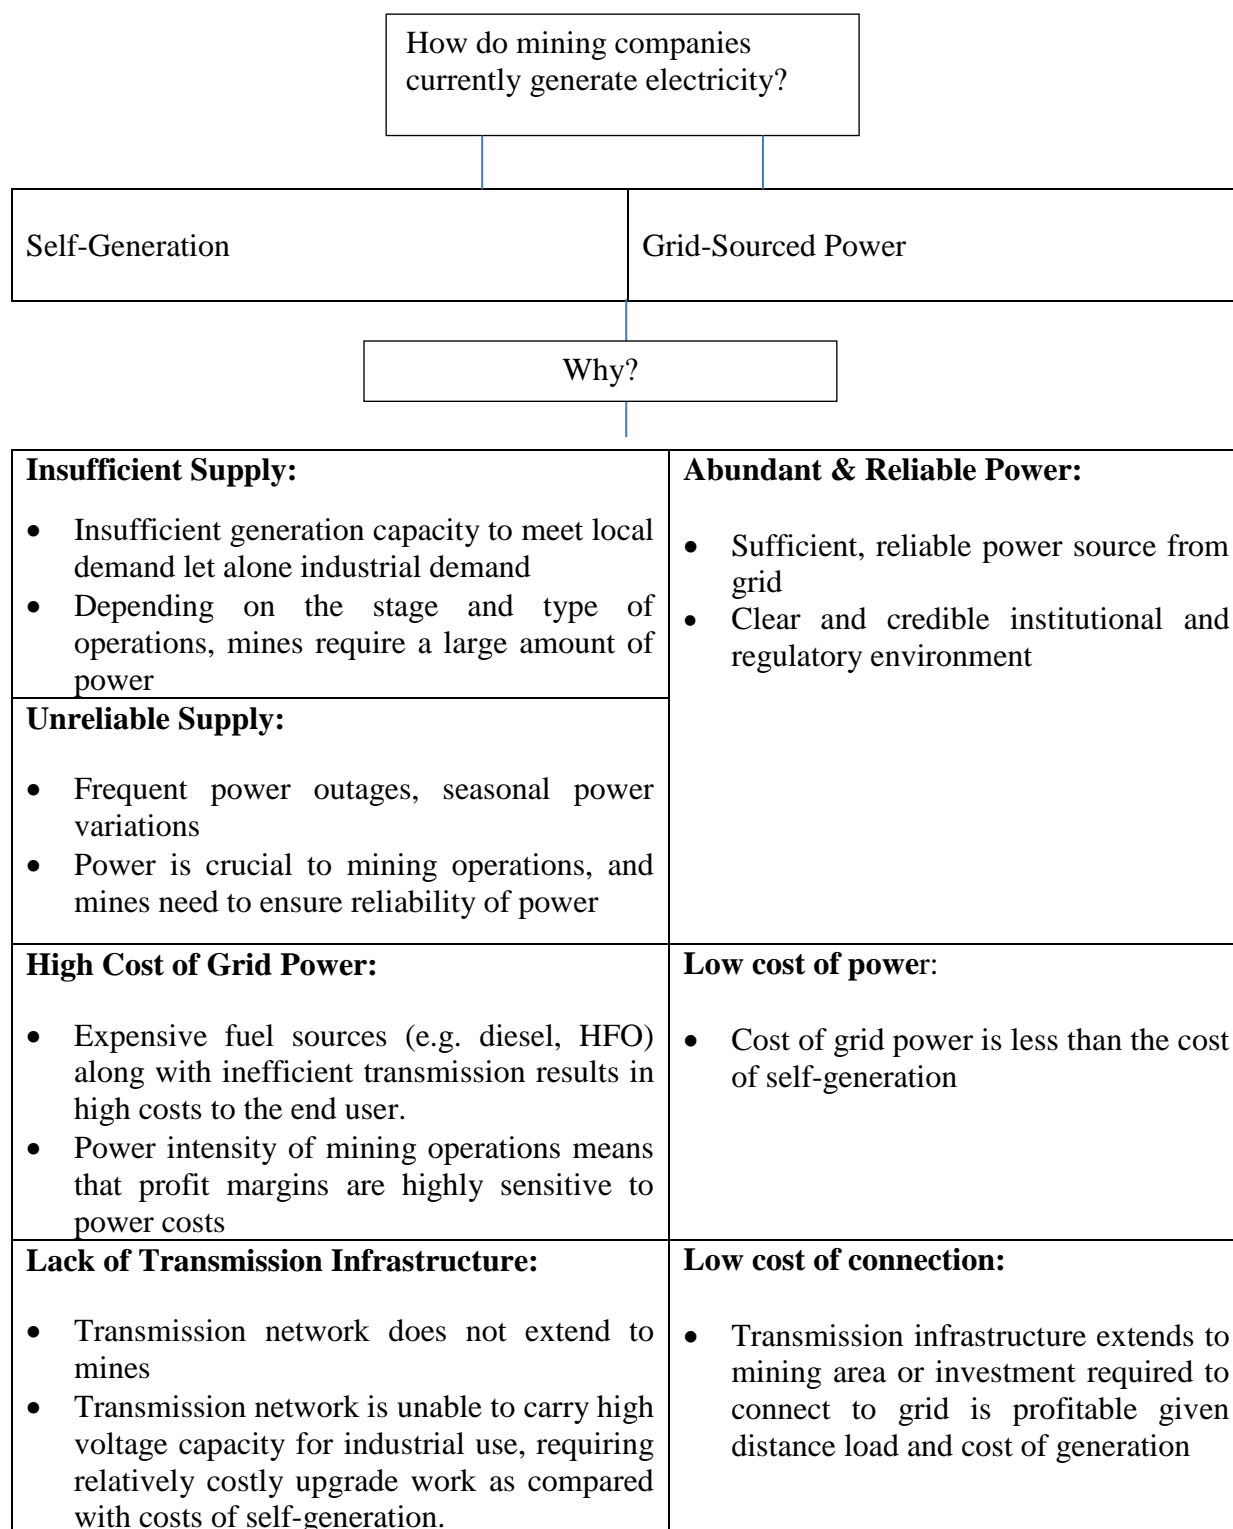 How do mining companies
currently generate electricity?
Self-Generation
Grid-Sourced Power
Why?
Insufficient Supply:
• Insufficient generation capacity to meet local
demand let alone industrial demand
• Depending on the stage and type of
operations, mines require a large amount of
power
Abundant & Reliable Power:
• Sufficient, reliable power source from
grid
• Clear and credible institutional and
regulatory environment
Unreliable Supply:
• Frequent power outages, seasonal power
variations
• Power is crucial to mining operations, and
mines need to ensure reliability of power
High Cost of Grid Power:
• Expensive fuel sources (e.g. diesel, HFO)
along with inefficient transmission results in
high costs to the end user.
• Power intensity of mining operations means
that profit margins are highly sensitive to
power costs
Low cost of power:
• Cost of grid power is less than the cost
of self-generation
Lack of Transmission Infrastructure:
• Transmission network does not extend to
mines
• Transmission network is unable to carry high
voltage capacity for industrial use, requiring
relatively costly upgrade work as compared
with costs of self-generation.
Low cost of connection:
• Transmission infrastructure extends to
mining area or investment required to
connect to grid is profitable given
distance load and cost of generation